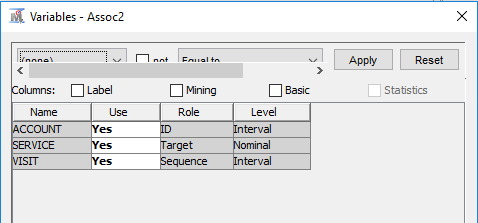 Variables - Assoc2
(none) not Equal to Apply Reset
Columns: Label Mining Basic Statistics
Name Use Role Level
ACCOUNT Yes ID Interval
SERVICE Yes Target Nominal
VISIT Yes Sequence Interval